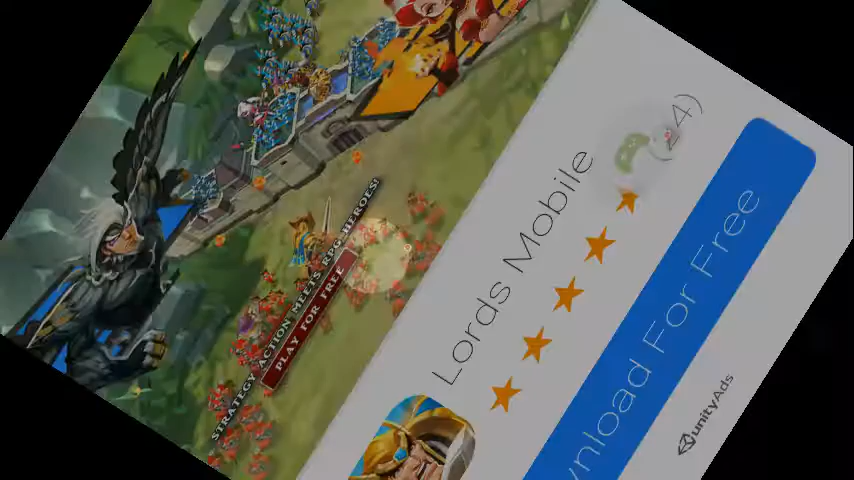 STRATEGY ACTION MEETS RPG HEROES!
PLAY FOR FREE
Lords Mobile
4)
nload For Free
unityAds